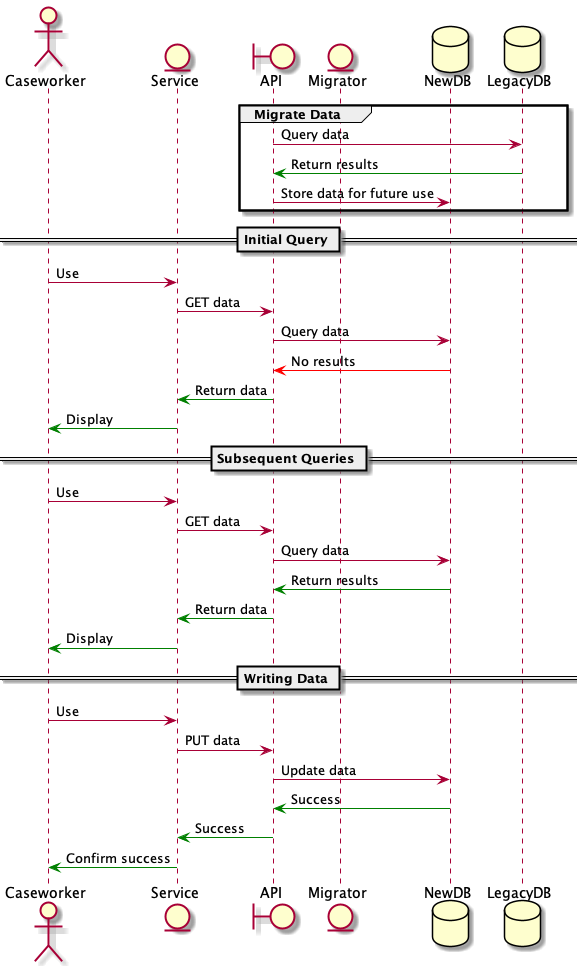 Caseworker Service API Migrator NewDB LegacyDB
Migrate Data
Query data
Return results
Store data for future use
Initial Query
Use
GET data
Query data
No results
Return data
Display
Subsequent Queries
Use
GET data
Query data
Return results
Return data
Display
Writing Data
Use
PUT data
Update data
Success
Success
Confirm success
Caseworker Service API Migrator NewDB LegacyDB